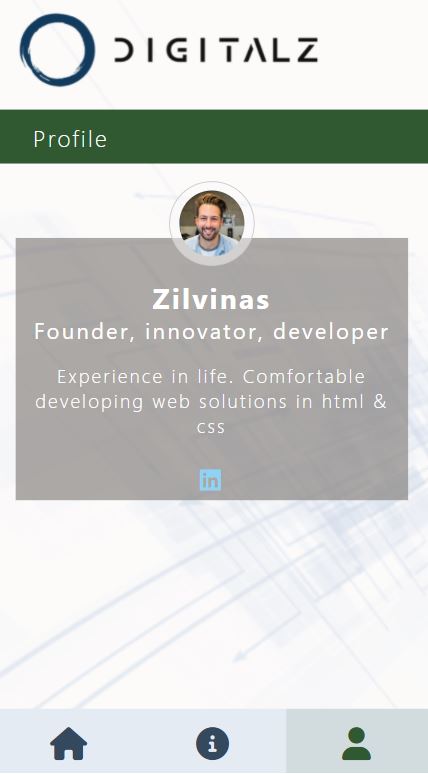 DIGITALZ
Profile
Zilvinas
Founder, innovator, developer
Experience in life. Comfortable
developing web solutions in html &
css
in